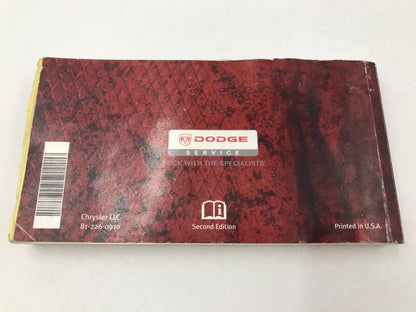 DODGE
SERVICE
STICK WITH THE SPECIALISTS
Chrysler LLC
81-226-0910
Second Edition
Printed in U.S.A.